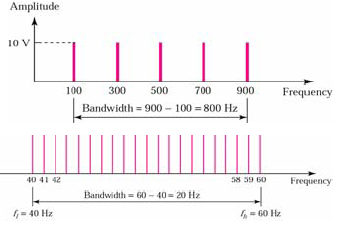 Amplitude
10 V
100 300 500 700 900 Frequency
Bandwidth = 900 – 100 = 800 Hz
40 41 42 58 59 60 Frequency
Bandwidth = 60 – 40 = 20 Hz
fl = 40 Hz fh = 60 Hz